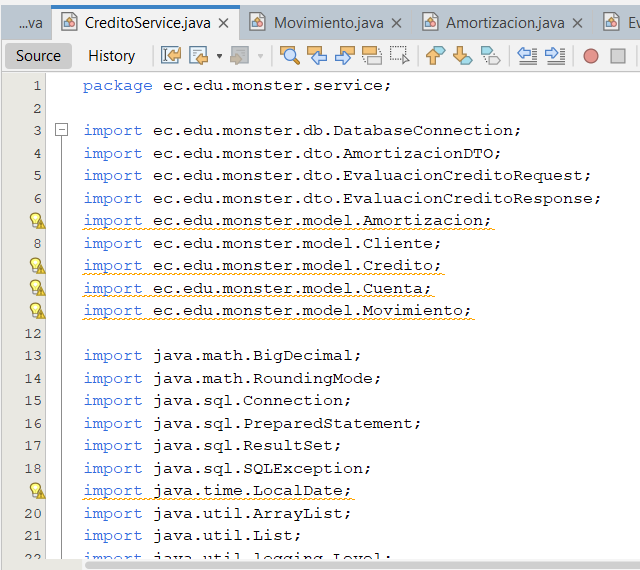 ...va CreditoService.java Movimiento.java Amortizacion.java Ev
Source History
1 package ec.edu.monster.service;
2
3 import ec.edu.monster.db.DatabaseConnection;
4 import ec.edu.monster.dto.AmortizacionDTO;
5 import ec.edu.monster.dto.EvaluacionCreditoRequest;
6 import ec.edu.monster.dto.EvaluacionCreditoResponse;
import ec.edu.monster.model.Amortizacion;
8 import ec.edu.monster.model.Cliente;
import ec.edu.monster.model.Credito;
import ec.edu.monster.model.Cuenta;
import ec.edu.monster.model.Movimiento;
12
13 import java.math.BigDecimal;
14 import java.math.RoundingMode;
15 import java.sql.Connection;
16 import java.sql.PreparedStatement;
17 import java.sql.ResultSet;
18 import java.sql.SQLException;
import java.time.LocalDate;
20 import java.util.ArrayList;
21 import java.util.List;
22 import java.util.logging.Level;